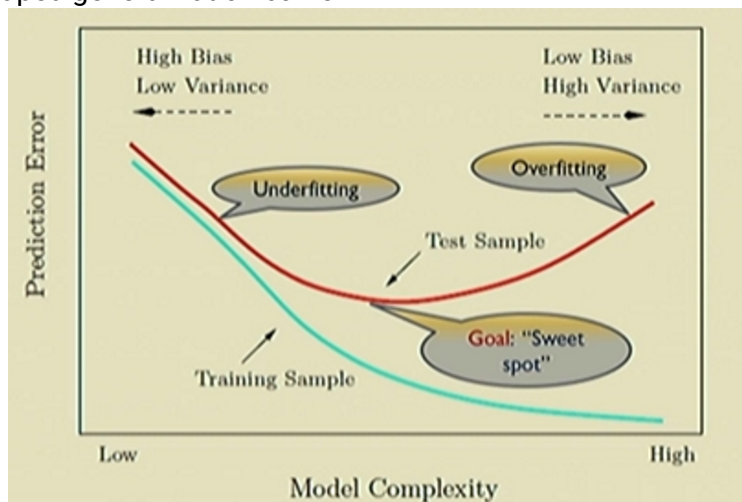 High Bias
Low Variance
Low Bias
High Variance
Underfitting
Overfitting
Test Sample
Goal: "Sweet
spot"
Training Sample
Prediction Error
Low
High
Model Complexity